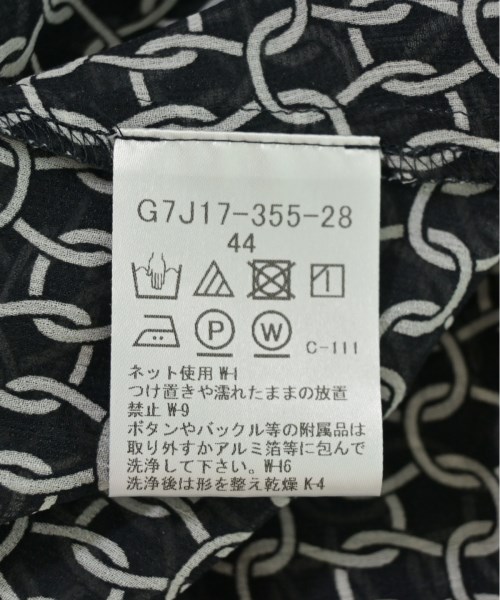 G7J17-355-28
44
P W C-111
ネット使用 W-1
つけ置きや濡れたままの放置
禁止 W-9
ボタンやバックル等の附属品は
取り外すかアルミ箔等に包んで
洗浄して下さい。W-16
洗浄後は形を整え乾燥 K-4